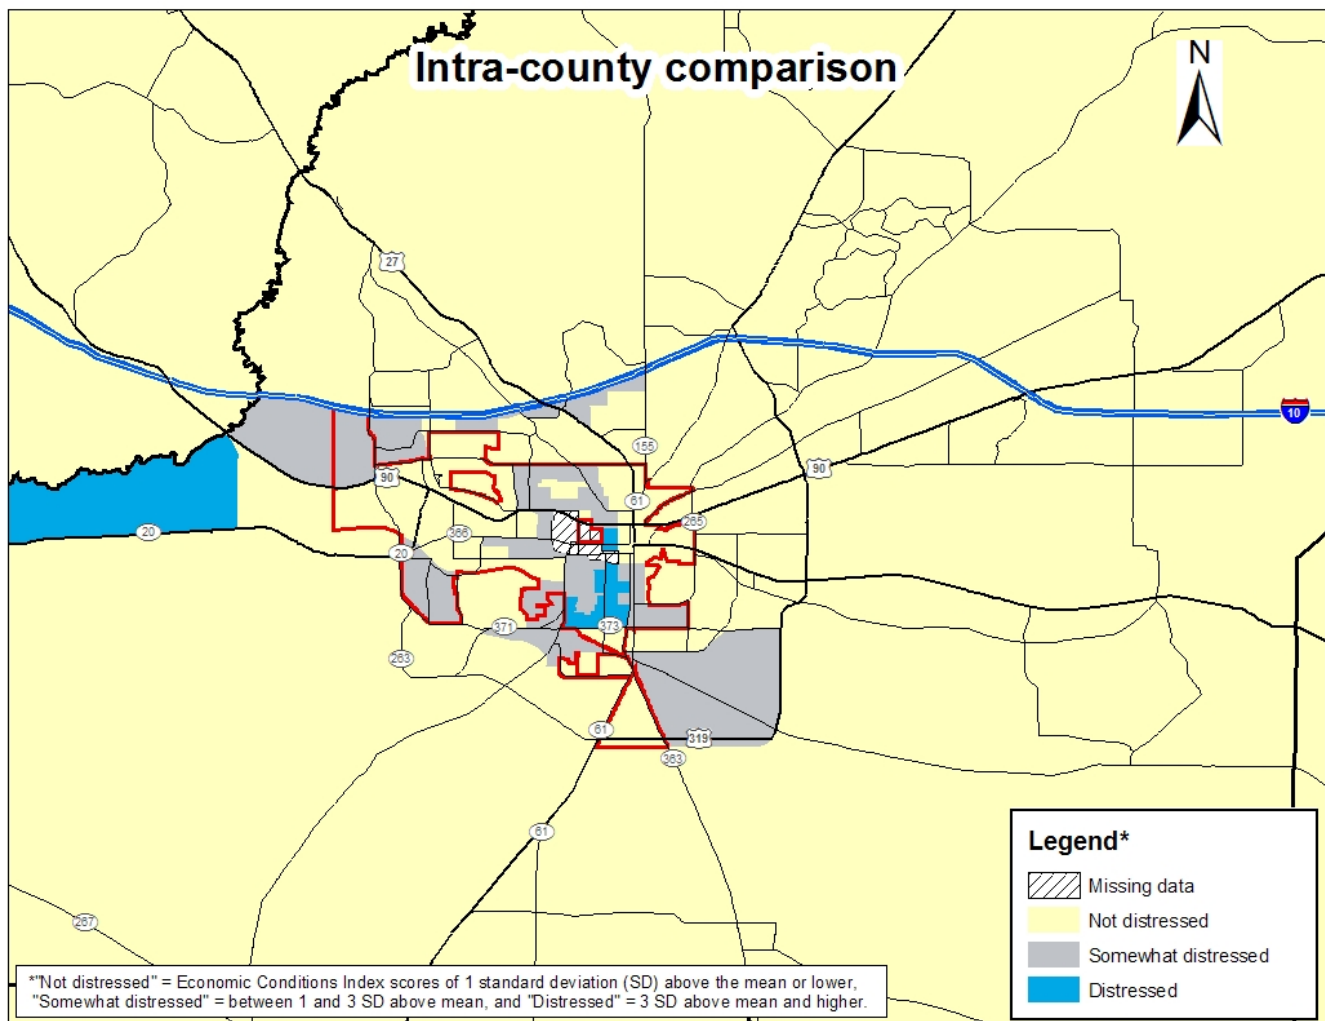 Intra-county comparison
N
27
10
155
90
90
61
265
366
20
20
371
373
263
61
319
363
61
267
Legend*
Missing data
Not distressed
Somewhat distressed
Distressed
*"Not distressed" = Economic Conditions Index scores of 1 standard deviation (SD) above the mean or lower,
"Somewhat distressed" = between 1 and 3 SD above mean, and "Distressed" = 3 SD above mean and higher.